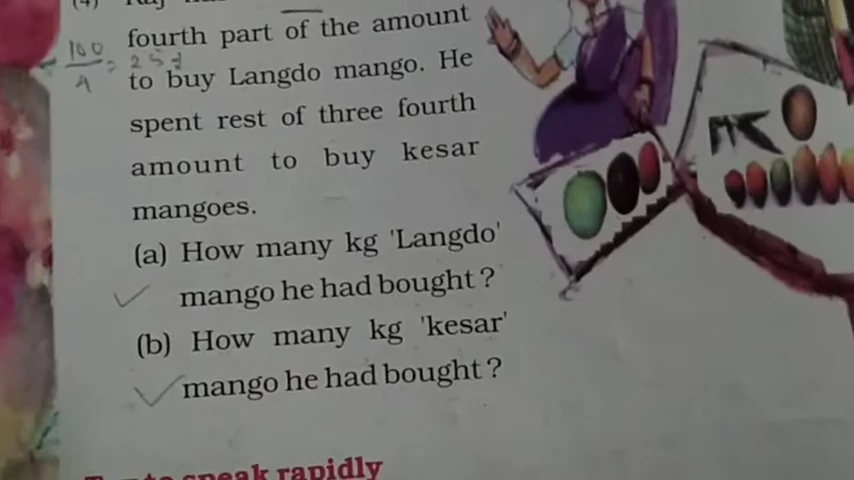 (4) Raj
fourth part of the amount
100
4
= 25
to buy Langdo mango. He
spent rest of three fourth
amount to buy kesar
mangoes.
(a) How many kg 'Langdo'
mango he had bought?
(b) How many kg 'kesar'
mango he had bought?
to speak rapidly